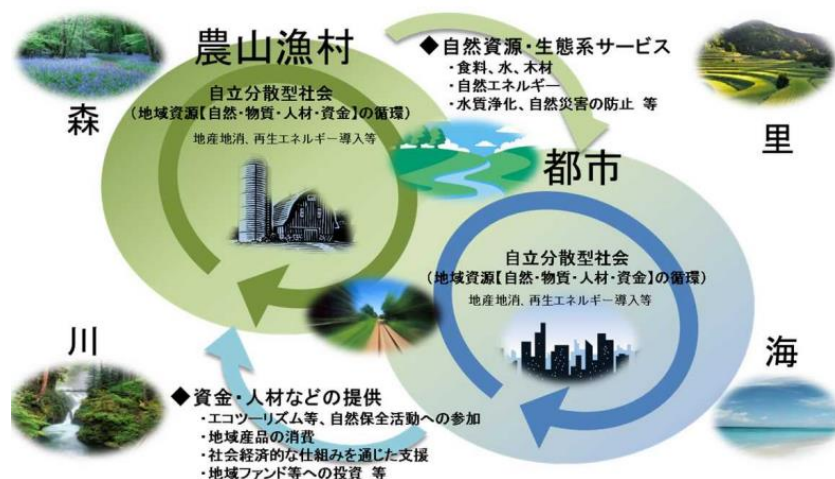 農山漁村
森
自立分散型社会
(地域資源【自然・物質・人材・資金】の循環)
地産地消、再生エネルギー導入等
◆自然資源・生態系サービス
・食料、水、木材
・自然エネルギー
・水質浄化、自然災害の防止 等
里
都市
自立分散型社会
(地域資源【自然・物質・人材・資金】の循環)
地産地消、再生エネルギー導入等
川
海
◆資金・人材などの提供
・エコツーリズム等、自然保全活動への参加
・地域産品の消費
・社会経済的な仕組みを通じた支援
・地域ファンド等への投資 等